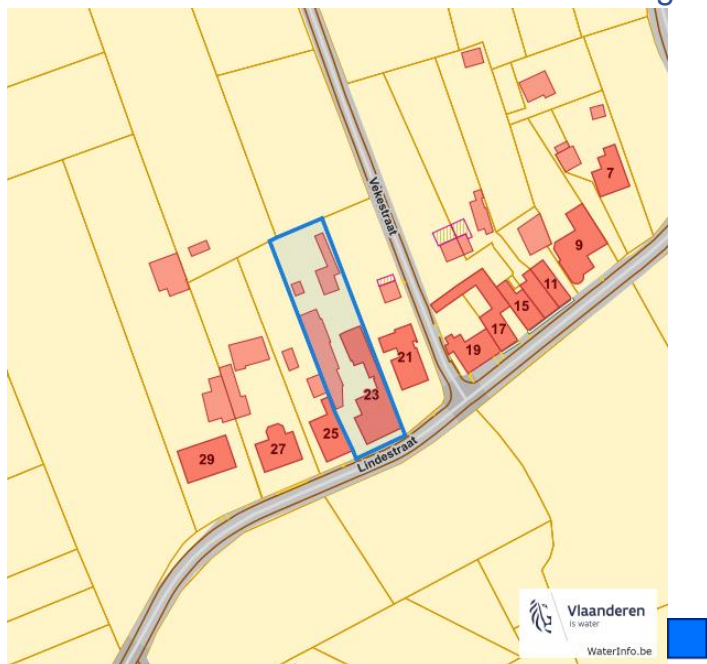 g
Vekestraat
7
9
11
15
17
19
21
23
25
27
29
Lindestraat
Vlaanderen
is water
WaterInfo.be